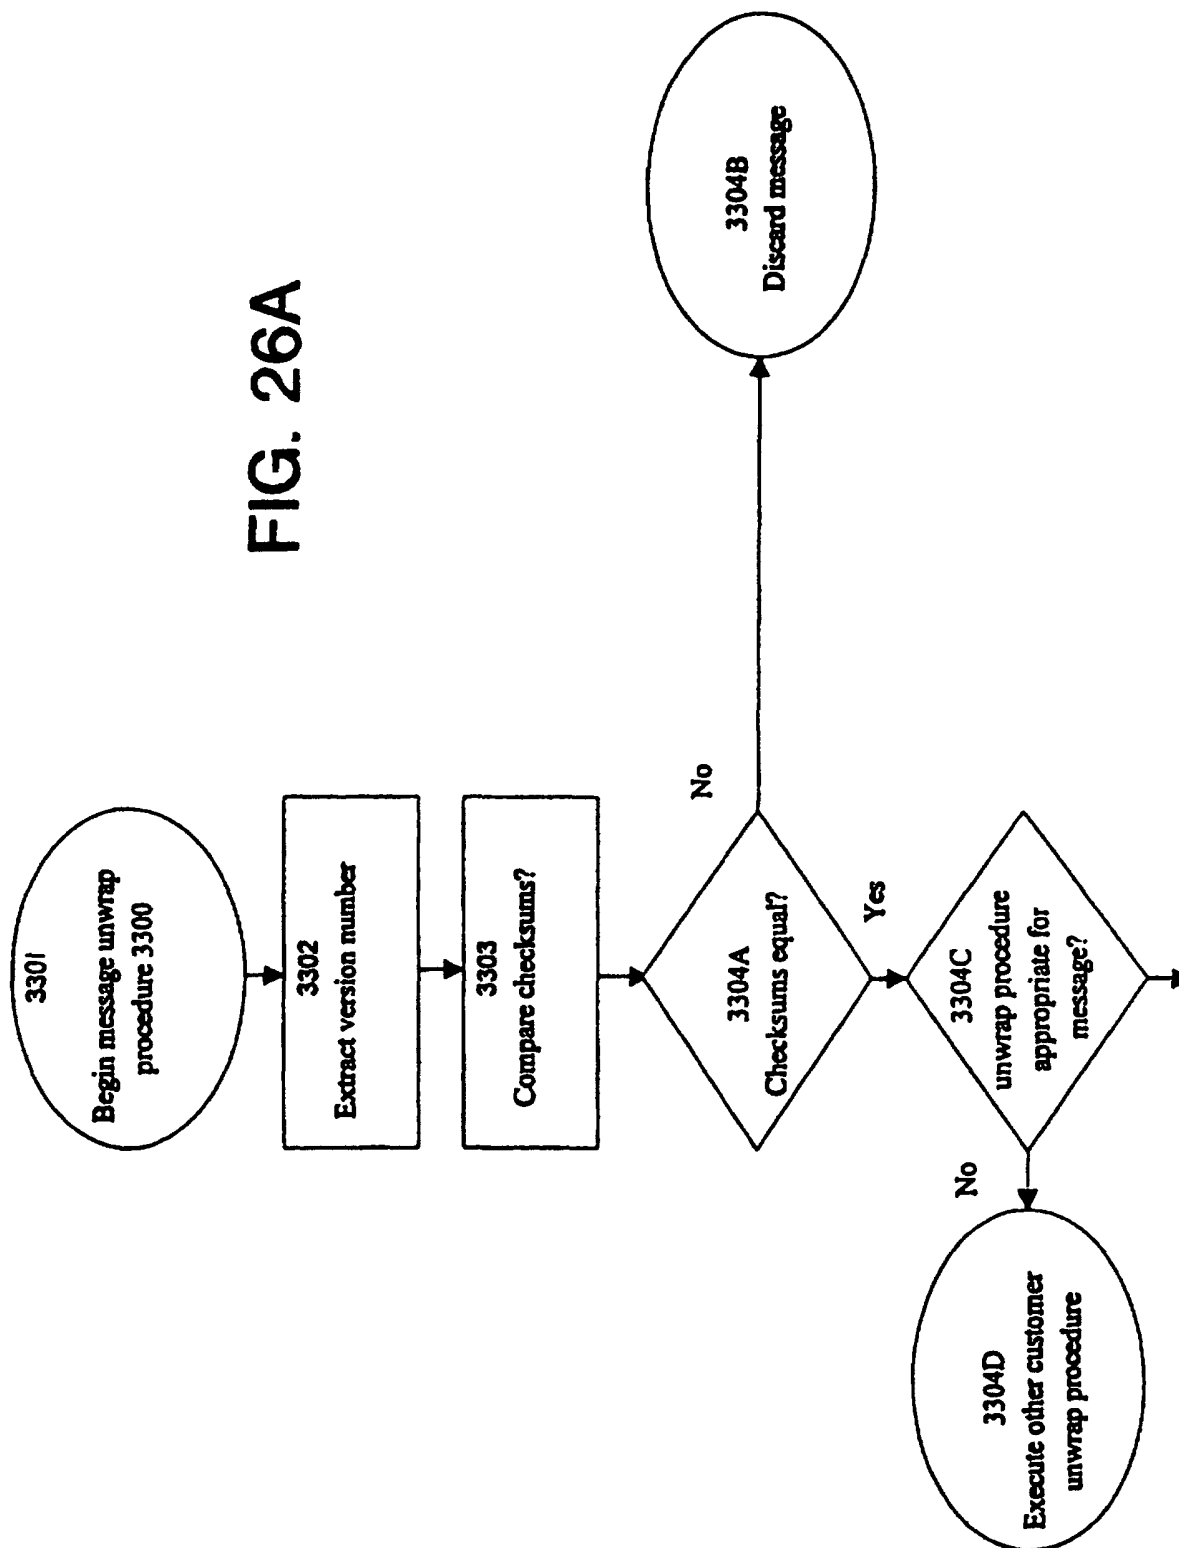 FIG. 26A
3301
Begin message unwrap
procedure 3300
3302
Extract version number
3303
Compare checksums?
3304A
Checksums equal?
No
3304B
Discard message
Yes
3304C
unwrap procedure
appropriate for
message?
No
3304D
Execute other customer
unwrap procedure